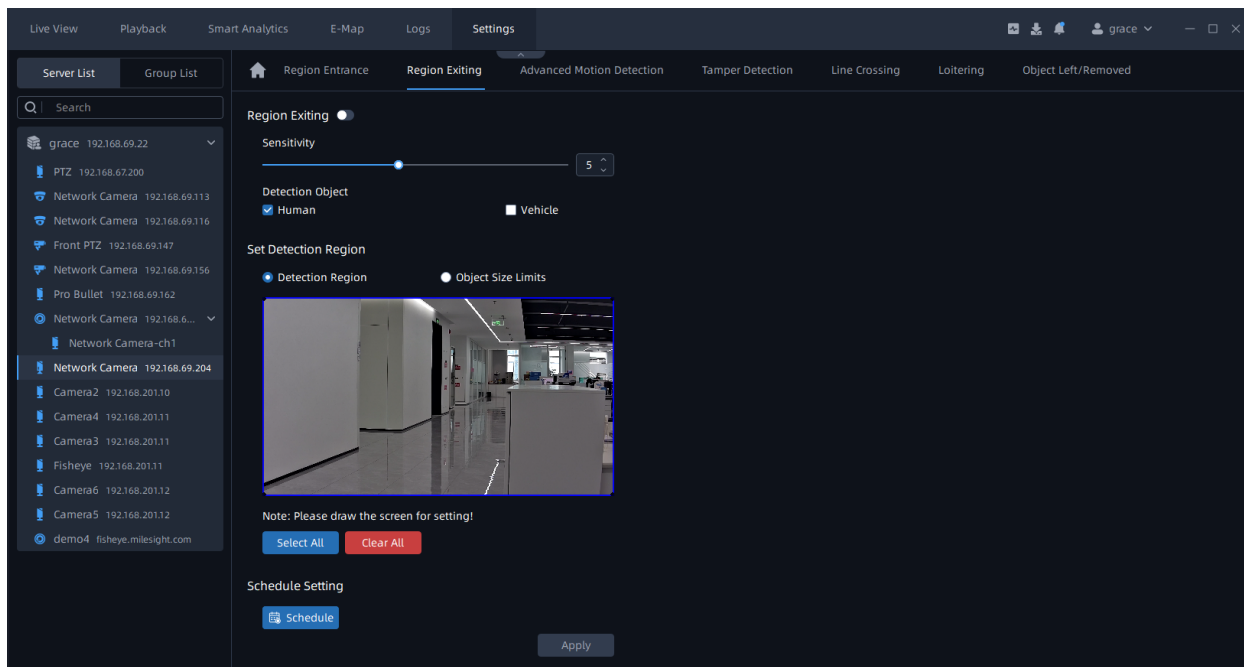 Live View Playback Smart Analytics E-Map Logs Settings grace
Server List Group List
Region Entrance Region Exiting Advanced Motion Detection Tamper Detection Line Crossing Loitering Object Left/Removed
Search
grace 192.168.69.22
PTZ 192.168.67.200
Network Camera 192.168.69.113
Network Camera 192.168.69.116
Front PTZ 192.168.69.147
Network Camera 192.168.69.156
Pro Bullet 192.168.69.162
Network Camera 192.168.6...
Network Camera-ch1
Network Camera 192.168.69.204
Camera2 192.168.201.10
Camera4 192.168.201.11
Camera3 192.168.201.11
Fisheye 192.168.201.11
Camera6 192.168.201.12
Camera5 192.168.201.12
demo4 fisheye.milesight.com
Region Exiting
Sensitivity
5
Detection Object
Human Vehicle
Set Detection Region
Detection Region Object Size Limits
Note: Please draw the screen for setting!
Select All Clear All
Schedule Setting
Schedule
Apply